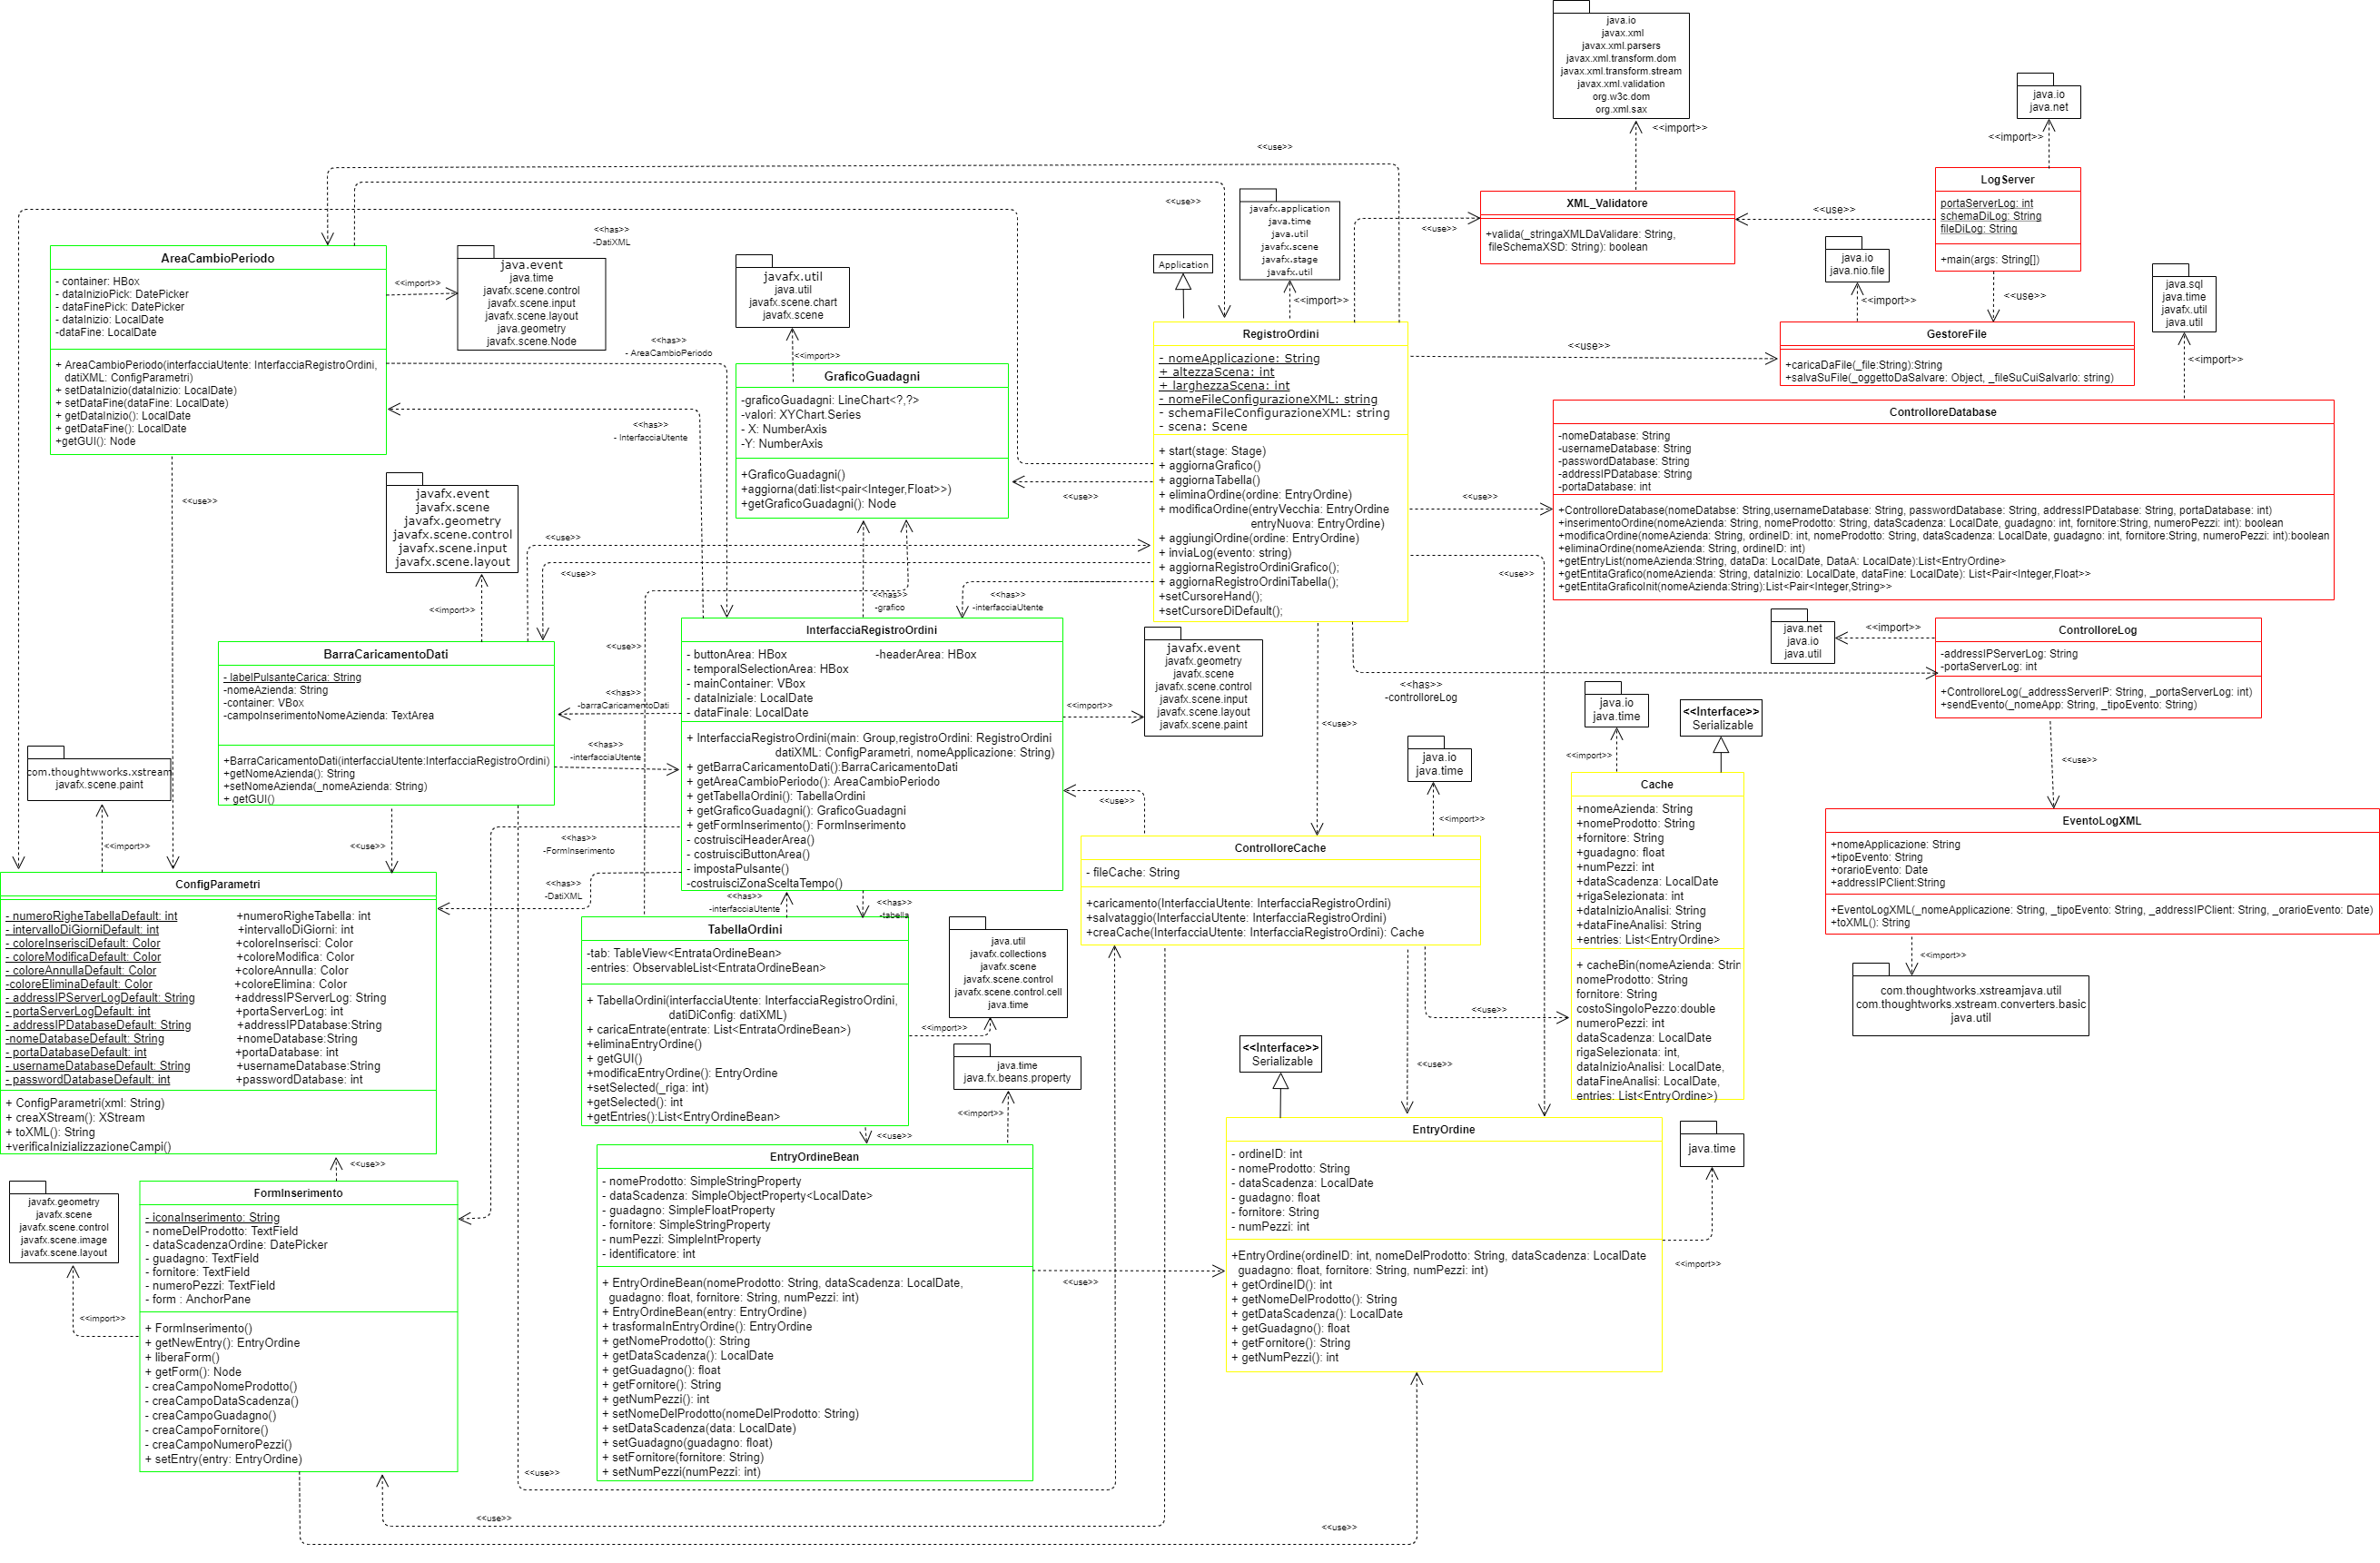 java.io
javax.xml
javax.xml.parsers
javax.xml.transform.dom
javax.xml.transform.stream
javax.xml.validation
org.w3c.dom
org.xml.sax
<<import>>
java.io
java.net
<<import>>
<<use>>
<<use>>
<<has>>
-DatiXML
AreaCambioPeriodo
- container: HBox
- dataInizioPick: DatePicker
- dataFinePick: DatePicker
- dataInizio: LocalDate
-dataFine: LocalDate
+ AreaCambioPeriodo(interfacciaUtente: InterfacciaRegistroOrdini,
datiXML: ConfigParametri)
+ setDataInizio(dataInizio: LocalDate)
+ setDataFine(dataFine: LocalDate)
+ getDataInizio(): LocalDate
+ getDataFine(): LocalDate
+getGUI(): Node
<<import>>
java.event
java.time
javafx.scene.control
javafx.scene.input
javafx.scene.layout
java.geometry
javafx.scene.Node
<<has>>
- AreaCambioPeriodo
<<has>>
- InterfacciaUtente
javafx.util
java.util
javafx.scene.chart
javafx.scene
<<import>>
GraficoGuadagni
-graficoGuadagni: LineChart<?,?>
-valori: XYChart.Series
- X: NumberAxis
-Y: NumberAxis
+GraficoGuadagni()
+aggiorna(dati:list<pair<Integer,Float>>)
+getGraficoGuadagni(): Node
<<use>>
Application
javafx.application
java.time
java.util
javafx.scene
javafx.stage
javafx.util
<<import>>
RegistroOrdini
- nomeApplicazione: String
+ altezzaScena: int
+ larghezzaScena: int
- nomeFileConfigurazioneXML: string
- schemaFileConfigurazioneXML: string
- scena: Scene
+ start(stage: Stage)
+ aggiornaGrafico()
+ aggiornaTabella()
+ eliminaOrdine(ordine: EntryOrdine)
+ modificaOrdine(entryVecchia: EntryOrdine
entryNuova: EntryOrdine)
+ aggiungiOrdine(ordine: EntryOrdine)
+ inviaLog(evento: string)
+ aggiornaRegistroOrdiniGrafico();
+ aggiornaRegistroOrdiniTabella();
+setCursoreHand();
+setCursoreDiDefault();
<<use>>
XML_Validatore
+valida(_stringaXMLDaValidare: String,
fileSchemaXSD: String): boolean
<<use>>
LogServer
portaServerLog: int
schemaDiLog: String
fileDiLog: String
+main(args: String[])
<<use>>
java.io
java.nio.file
<<import>>
<<use>>
GestoreFile
+caricaDaFile(_file:String):String
+salvaSuFile(_oggettoDaSalvare: Object, _fileSuCuiSalvarlo: string)
java.sql
java.time
javafx.util
java.util
<<import>>
ControlloreDatabase
-nomeDatabase: String
-usernameDatabase: String
-passwordDatabase: String
-addressIPDatabase: String
-portaDatabase: int
+ControlloreDatabase(nomeDatabse: String,usernameDatabase: String, passwordDatabase: String, addressIPDatabase: String, portaDatabase: int)
+inserimentoOrdine(nomeAzienda: String, nomeProdotto: String, dataScadenza: LocalDate, guadagno: int, fornitore:String, numeroPezzi: int): boolean
+modificaOrdine(nomeAzienda: String, ordineID: int, nomeProdotto: String, dataScadenza: LocalDate, guadagno: int, fornitore:String, numeroPezzi: int):boolean
+eliminaOrdine(nomeAzienda: String, ordineID: int)
+getEntryList(nomeAzienda:String, dataDa: LocalDate, DataA: LocalDate):List<EntryOrdine>
+getEntitaGrafico(nomeAzienda: String, dataInizio: LocalDate, dataFine: LocalDate): List<Pair<Integer,Float>>
+getEntitaGraficoInit(nomeAzienda:String):List<Pair<Integer,String>>
<<use>>
<<use>>
<<use>>
javafx.event
javafx.scene
javafx.geometry
javafx.scene.control
javafx.scene.input
javafx.scene.layout
<<import>>
<<use>>
<<use>>
<<use>>
<<has>>
-grafico
<<has>>
-interfacciaUtente
BarraCaricamentoDati
- labelPulsanteCarica: String
-nomeAzienda: String
-container: VBox
-campoInserimentoNomeAzienda: TextArea
+BarraCaricamentoDati(interfacciaUtente:InterfacciaRegistroOrdini)
+getNomeAzienda(): String
+setNomeAzienda(_nomeAzienda: String)
+ getGUI()
<<use>>
<<has>>
-barraCaricamentoDati
<<has>>
-interfacciaUtente
<<has>>
-FormInserimento
<<has>>
-DatiXML
InterfacciaRegistroOrdini
- buttonArea: HBox -headerArea: HBox
- temporalSelectionArea: HBox
- mainContainer: VBox
- dataIniziale: LocalDate
- dataFinale: LocalDate
+ InterfacciaRegistroOrdini(main: Group,registroOrdini: RegistroOrdini
datiXML: ConfigParametri, nomeApplicazione: String)
+ getBarraCaricamentoDati():BarraCaricamentoDati
+ getAreaCambioPeriodo(): AreaCambioPeriodo
+ getTabellaOrdini(): TabellaOrdini
+ getGraficoGuadagni(): GraficoGuadagni
+ getFormInserimento(): FormInserimento
- costruisciHeaderArea()
- costruisciButtonArea()
- impostaPulsante()
-costruisciZonaSceltaTempo()
<<import>>
javafx.event
javafx.geometry
javafx.scene
javafx.scene.control
javafx.scene.input
javafx.scene.layout
javafx.scene.paint
<<use>>
<<use>>
<<has>>
-controlloreLog
java.io
java.time
<<import>>
ControlloreCache
- fileCache: String
+caricamento(InterfacciaUtente: InterfacciaRegistroOrdini)
+salvataggio(InterfacciaUtente: InterfacciaRegistroOrdini)
+creaCache(InterfacciaUtente: InterfacciaRegistroOrdini): Cache
java.io
java.time
<<import>>
<<Interface>>
Serializable
Cache
+nomeAzienda: String
+nomeProdotto: String
+fornitore: String
+guadagno: float
+numPezzi: int
+dataScadenza: LocalDate
+rigaSelezionata: int
+dataInizioAnalisi: String
+dataFineAnalisi: String
+entries: List<EntryOrdine>
+ cacheBin(nomeAzienda: Strin
nomeProdotto: String
fornitore: String
costoSingoloPezzo:double
numeroPezzi: int
dataScadenza: LocalDate
rigaSelezionata: int,
dataInizioAnalisi: LocalDate,
dataFineAnalisi: LocalDate,
entries: List<EntryOrdine>)
java.net
java.io
java.util
<<import>>
ControlloreLog
-addressIPServerLog: String
-portaServerLog: int
+ControlloreLog(_addressServerIP: String, _portaServerLog: int)
+sendEvento(_nomeApp: String, _tipoEvento: String)
<<use>>
EventoLogXML
+nomeApplicazione: String
+tipoEvento: String
+orarioEvento: Date
+addressIPClient:String
+EventoLogXML(_nomeApplicazione: String, _tipoEvento: String, _addressIPClient: String, _orarioEvento: Date)
+toXML(): String
<<import>>
com.thoughtworks.xstreamjava.util
com.thoughtworks.xstream.converters.basic
java.util
com.thoughtwworks.xstream
javafx.scene.paint
<<import>>
<<use>>
ConfigParametri
- numeroRigheTabellaDefault: int +numeroRigheTabella: int
- intervalloDiGiorniDefault: int +intervalloDiGiorni: int
- coloreInserisciDefault: Color +coloreInserisci: Color
- coloreModificaDefault: Color +coloreModifica: Color
- coloreAnnullaDefault: Color +coloreAnnulla: Color
-coloreEliminaDefault: Color +coloreElimina: Color
- addressIPServerLogDefault: String +addressIPServerLog: String
- portaServerLogDefault: int +portaServerLog: int
- addressIPDatabaseDefault: String +addressIPDatabase:String
-nomeDatabaseDefault: String +nomeDatabase:String
- portaDatabaseDefault: int +portaDatabase: int
- usernameDatabaseDefault: String +usernameDatabase:String
- passwordDatabaseDefault: int +passwordDatabase: int
+ ConfigParametri(xml: String)
+ creaXStream(): XStream
+ toXML(): String
+verificaInizializzazioneCampi()
<<has>>
-interfacciaUtente
<<has>>
-tabella
TabellaOrdini
-tab: TableView<EntrataOrdineBean>
-entries: ObservableList<EntrataOrdineBean>
+ TabellaOrdini(interfacciaUtente: InterfacciaRegistroOrdini,
datiDiConfig: datiXML)
+ caricaEntrate(entrate: List<EntrataOrdineBean>)
+eliminaEntryOrdine()
+ getGUI()
+modificaEntryOrdine(): EntryOrdine
+setSelected(_riga: int)
+getSelected(): int
+getEntries():List<EntryOrdineBean>
java.util
javafx.collections
javafx.scene
javafx.scene.control
javafx.scene.control.cell
java.time
<<import>>
java.time
java.fx.beans.property
<<import>>
<<use>>
<<use>>
<<use>>
<<Interface>>
Serializable
<<use>>
javafx.geometry
javafx.scene
javafx.scene.control
javafx.scene.image
javafx.scene.layout
<<import>>
FormInserimento
- iconaInserimento: String
- nomeDelProdotto: TextField
- dataScadenzaOrdine: DatePicker
- guadagno: TextField
- fornitore: TextField
- numeroPezzi: TextField
- form : AnchorPane
+ FormInserimento()
+ getNewEntry(): EntryOrdine
+ liberaForm()
+ getForm(): Node
- creaCampoNomeProdotto()
- creaCampoDataScadenza()
- creaCampoGuadagno()
- creaCampoFornitore()
- creaCampoNumeroPezzi()
+ setEntry(entry: EntryOrdine)
EntryOrdineBean
- nomeProdotto: SimpleStringProperty
- dataScadenza: SimpleObjectProperty<LocalDate>
- guadagno: SimpleFloatProperty
- fornitore: SimpleStringProperty
- numPezzi: SimpleIntProperty
- identificatore: int
+ EntryOrdineBean(nomeProdotto: String, dataScadenza: LocalDate,
guadagno: float, fornitore: String, numPezzi: int)
+ EntryOrdineBean(entry: EntryOrdine)
+ trasformaInEntryOrdine(): EntryOrdine
+ getNomeProdotto(): String
+ getDataScadenza(): LocalDate
+ getGuadagno(): float
+ getFornitore(): String
+ getNumPezzi(): int
+ setNomeDelProdotto(nomeDelProdotto: String)
+ setDataScadenza(data: LocalDate)
+ setGuadagno(guadagno: float)
+ setFornitore(fornitore: String)
+ setNumPezzi(numPezzi: int)
<<use>>
EntryOrdine
- ordineID: int
- nomeProdotto: String
- dataScadenza: LocalDate
- guadagno: float
- fornitore: String
- numPezzi: int
+EntryOrdine(ordineID: int, nomeDelProdotto: String, dataScadenza: LocalDate
guadagno: float, fornitore: String, numPezzi: int)
+ getOrdineID(): int
+ getNomeDelProdotto(): String
+ getDataScadenza(): LocalDate
+ getGuadagno(): float
+ getFornitore(): String
+ getNumPezzi(): int
java.time
<<import>>
<<use>>
<<use>>
<<use>>